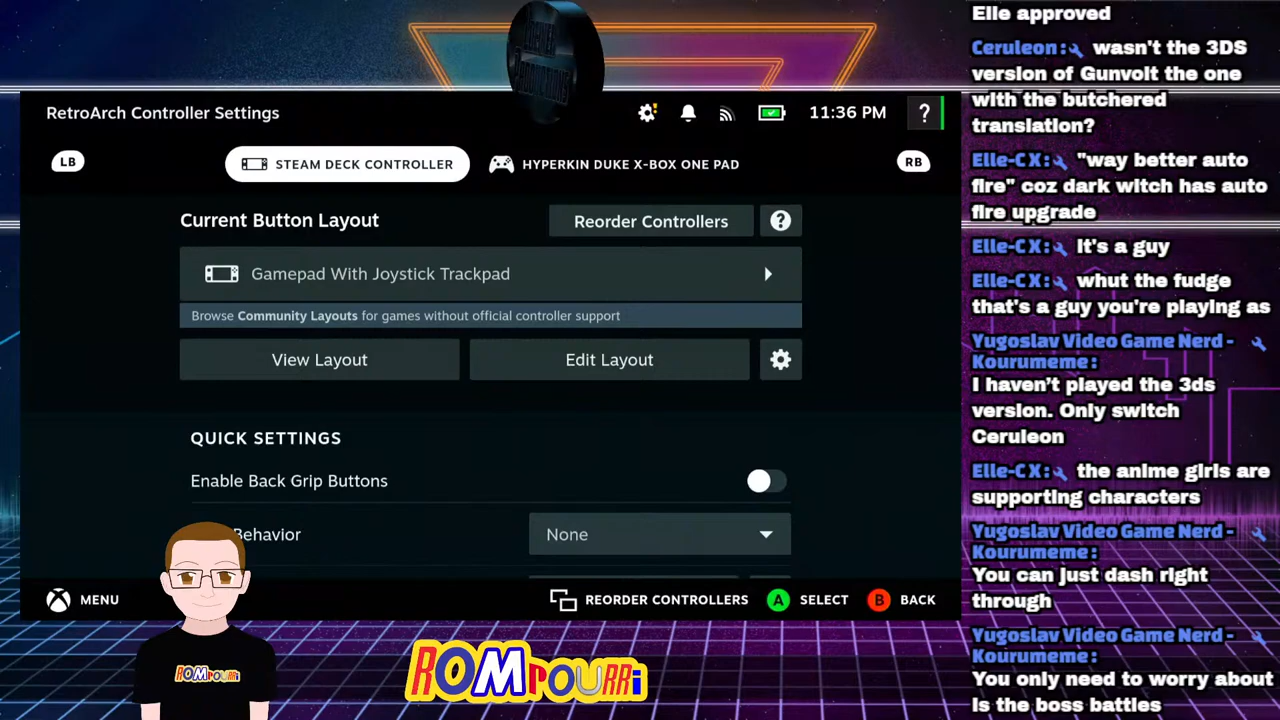 RetroArch Controller Settings
11:36 PM
?
LB
STEAM DECK CONTROLLER
HYPERKIN DUKE X-BOX ONE PAD
RB
Current Button Layout
Reorder Controllers
?
Gamepad With Joystick Trackpad
Browse Community Layouts for games without official controller support
View Layout
Edit Layout
QUICK SETTINGS
Enable Back Grip Buttons
Behavior
None
MENU
REORDER CONTROLLERS
A SELECT
B BACK
ROMPOURRi
ROMPOURRi
Elle approved
Ceruleon: wasn't the 3DS
version of Gunvolt the one
with the butchered
translation?
Elle-CX: "way better auto
fire" coz dark witch has auto
fire upgrade
Elle-CX: It's a guy
Elle-CX: whut the fudge
that's a guy you're playing as
Yugoslav Video Game Nerd -
Kourumeme:
I haven't played the 3ds
version. Only switch
Ceruleon
Elle-CX: the anime girls are
supporting characters
Yugoslav Video Game Nerd -
Kourumeme:
You can just dash right
through
Yugoslav Video Game Nerd -
Kourumeme:
You only need to worry about
is the boss battles